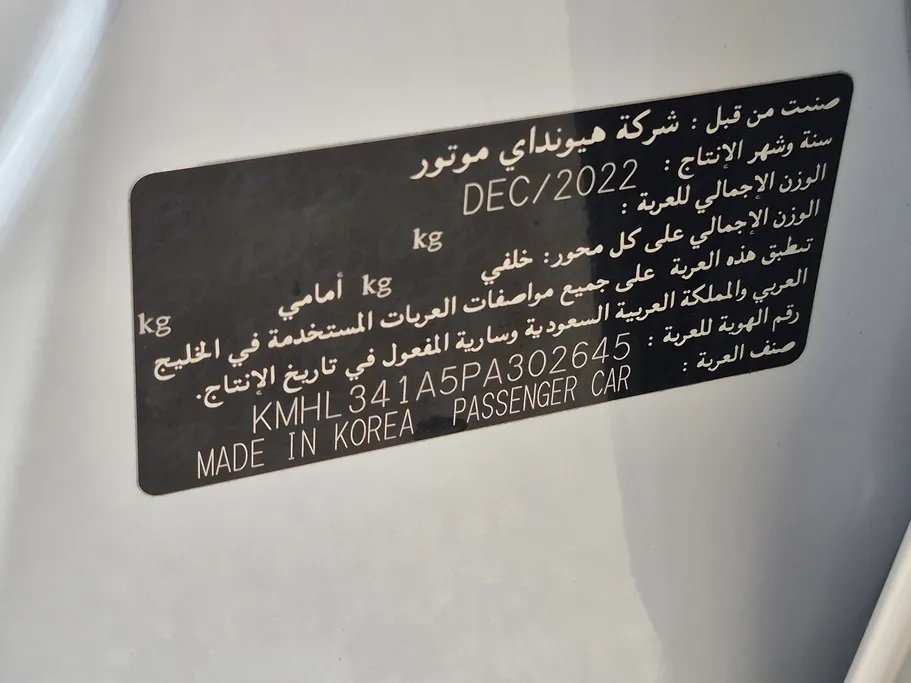 صنعت من قبل : شركة هيونداي موتور
سنة وشهر الإنتاج : DEC/2022
الوزن الإجمالي للعربة : kg
الوزن الإجمالي على كل محور: خلفي kg أمامي kg
تنطبق هذه العربة على جميع مواصفات العربات المستخدمة في الخليج
العربي والمملكة العربية السعودية وسارية المفعول في تاريخ الإنتاج.
رقم الهوية للعربة : KMHL341A5PA302645
صنف العربة : PASSENGER CAR MADE IN KOREA